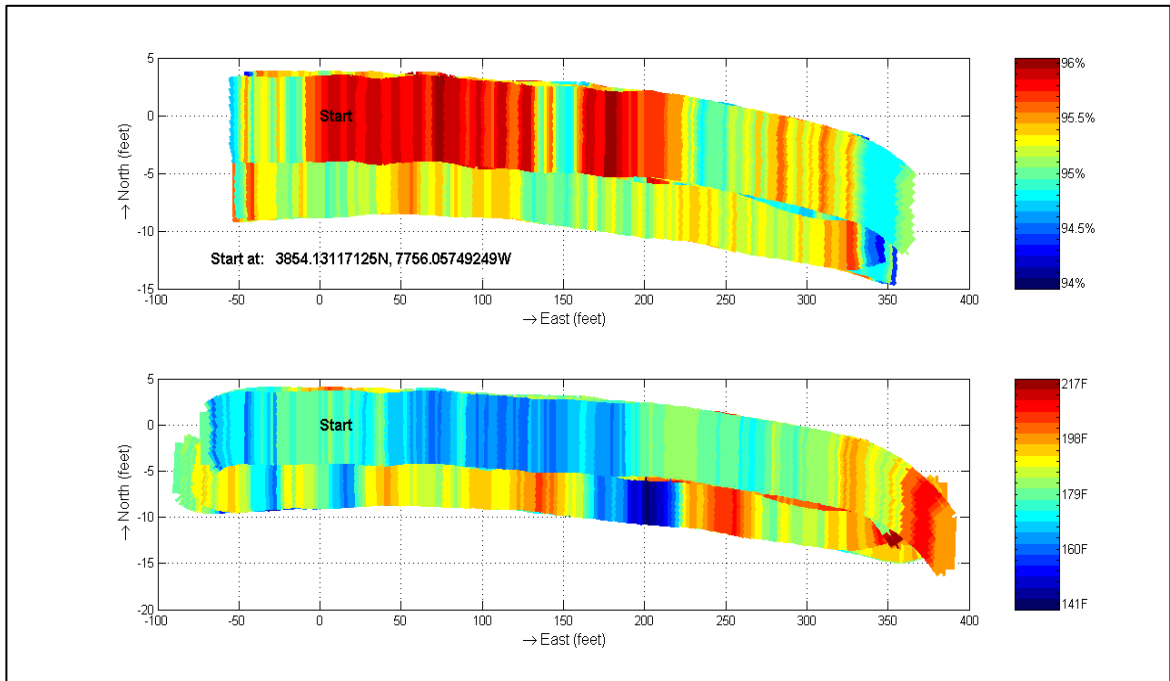 5
0
-5
-10
-15
→ North (feet)
Start
Start at: 3854.13117125N, 7756.05749249W
-100 -50 0 50 100 150 200 250 300 350 400
→ East (feet)
96%
95.5%
95%
94.5%
94%
5
0
-5
-10
-15
-20
→ North (feet)
Start
-100 -50 0 50 100 150 200 250 300 350 400
→ East (feet)
217F
198F
179F
160F
141F